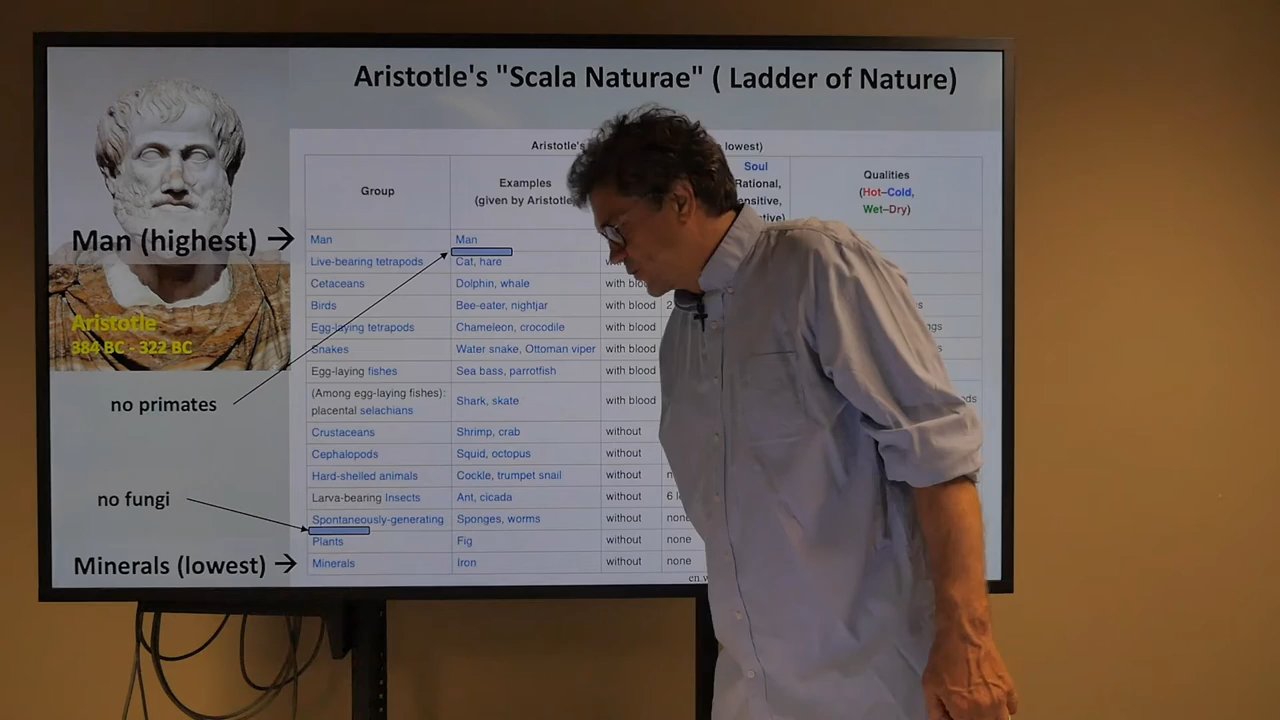 Aristotle's "Scala Naturae" ( Ladder of Nature)
Aristotle's lowest)
Group
Examples
(given by Aristotle
Soul
Rational,
Qualities
(Hot–Cold,
Wet–Dry)
Man (highest)
Man Man
Live-bearing tetrapods Cat, hare
Cetaceans Dolphin, whale with
Birds Bee-eater, nightjar with blood 2
Egg-laying tetrapods Chameleon, crocodile with blood
Snakes Water snake, Ottoman viper with blood
Egg-laying fishes Sea bass, parrotfish with blood
(Among egg-laying fishes):
placental selachians Shark, skate with blood
Crustaceans Shrimp, crab without
Cephalopods Squid, octopus without
Hard-shelled animals Cockle, trumpet snail without
Larva-bearing Insects Ant, cicada without 6
Spontaneously-generating Sponges, worms without none
Plants Fig without none
Minerals Iron without none
Aristotle
384 BC - 322 BC
no primates
no fungi
Minerals (lowest)